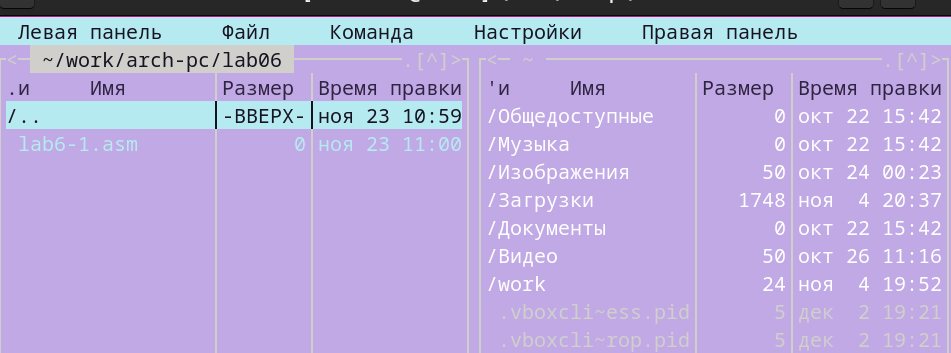 Левая панель Файл Команда Настройки Правая панель
<─ ~/work/arch-pc/lab06 ─.[^]>
.и Имя Размер Время правки
/.. -ВВЕРХ- ноя 23 10:59
lab6-1.asm 0 ноя 23 11:00
<─ ~ ─.[^]>
'и Имя Размер Время правки
/Общедоступные 0 окт 22 15:42
/Музыка 0 окт 22 15:42
/Изображения 50 окт 24 00:23
/Загрузки 1748 ноя 4 20:37
/Документы 0 окт 22 15:42
/Видео 50 окт 26 11:16
/work 24 ноя 4 19:52
.vboxcli~ess.pid 5 дек 2 19:21
.vboxcli~rop.pid 5 дек 2 19:21